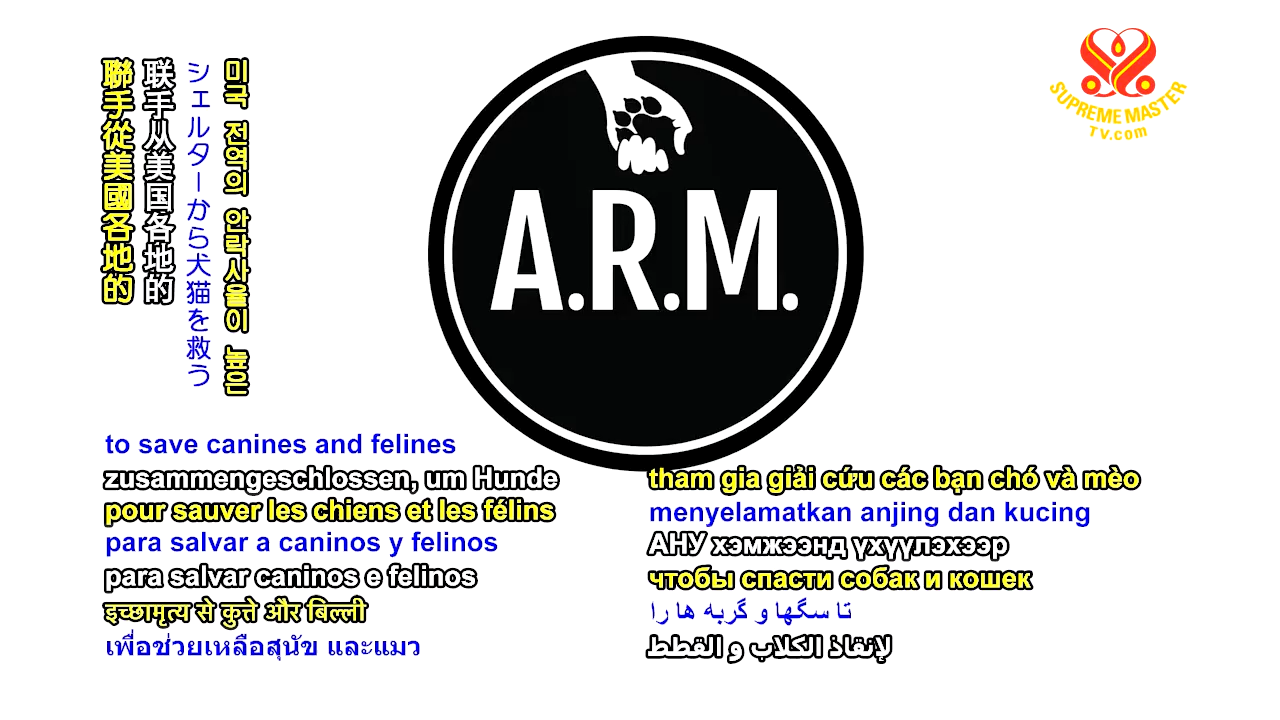 聯手從美國各地的
联手从美国各地的
シェルターから犬猫を救う
미국 전역의 안락사율이 높은
SUPREME MASTER
TV.com
A.R.M.
to save canines and felines
zusammengeschlossen, um Hunde
pour sauver les chiens et les félins
para salvar a caninos y felinos
para salvar caninos e felinos
इच्छामृत्य से कुत्ते और बिल्ली
เพื่อช่วยเหลือสุนัข และแมว
tham gia giải cứu các bạn chó và mèo
menyelamatkan anjing dan kucing
АНУ хэмжээнд үхүүлэхээр
чтобы спасти собак и кошек
تا سگها و گربه ها را
لإنقاذ الكلاب و القطط